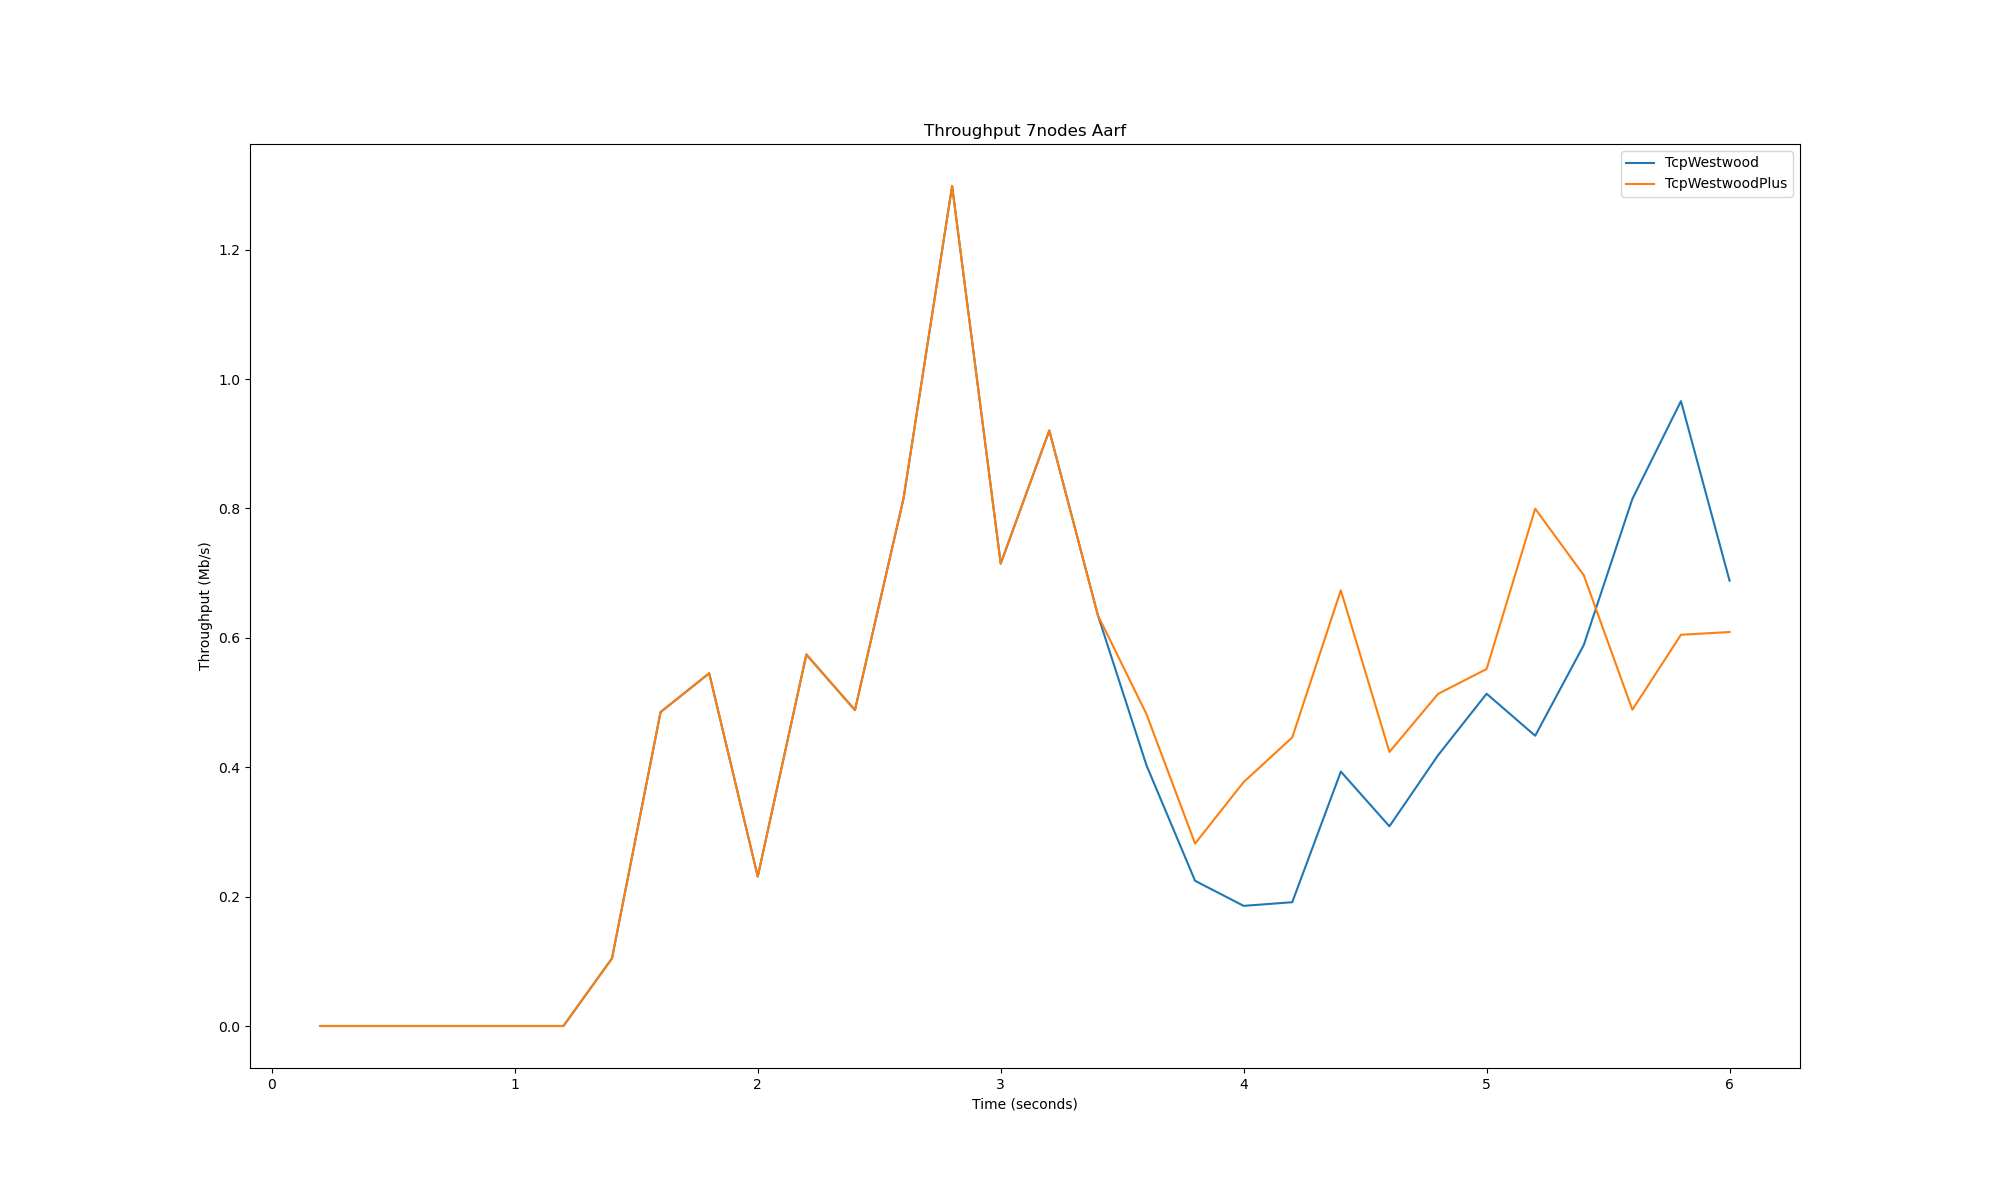 Throughput 7nodes Aarf
TcpWestwood
TcpWestwoodPlus
Throughput (Mb/s)
1.2
1.0
0.8
0.6
0.4
0.2
0.0
0 1 2 3 4 5 6
Time (seconds)